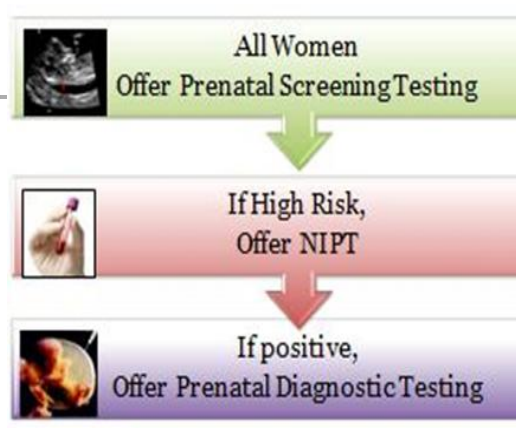 All Women
Offer Prenatal Screening Testing
If High Risk,
Offer NIPT
If positive,
Offer Prenatal Diagnostic Testing